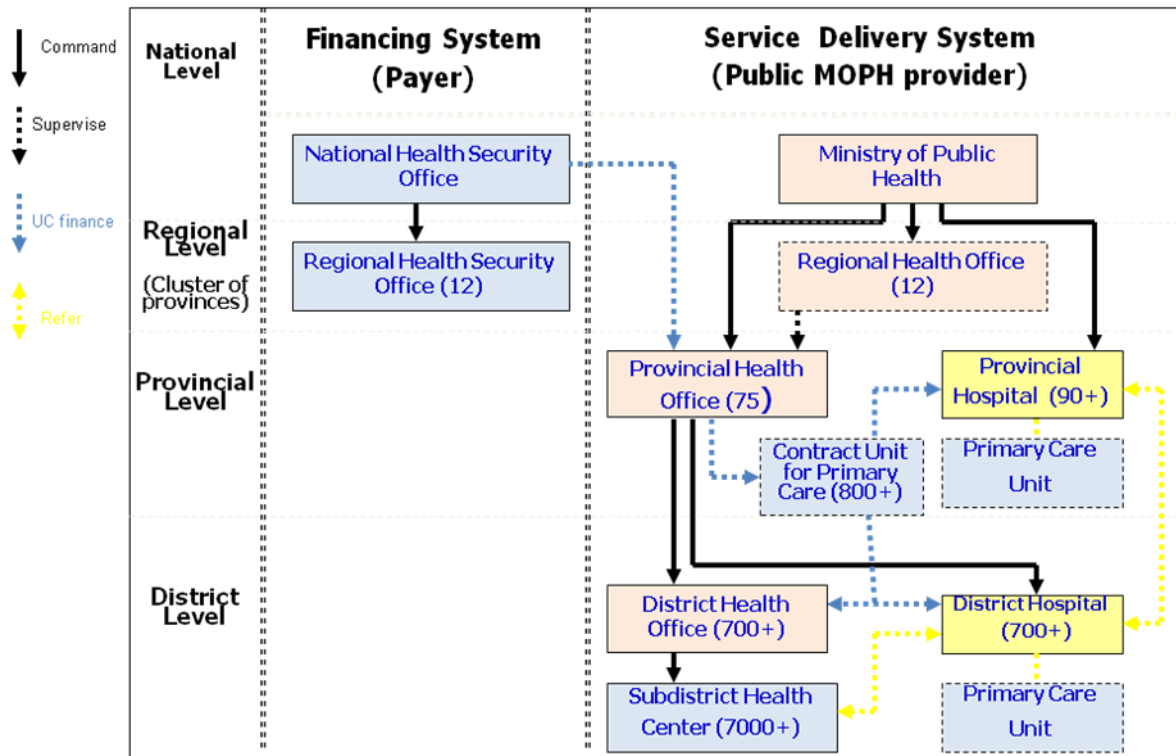 Command
Supervise
UC finance
Refer
National
Level
Financing System
(Payer)
Service Delivery System
(Public MOPH provider)
National Health Security
Office
Ministry of Public
Health
Regional
Level
(Cluster of
provinces)
Regional Health Security
Office (12)
Regional Health Office
(12)
Provincial
Level
Provincial Health
Office (75)
Provincial
Hospital (90+)
Contract Unit
for Primary
Care (800+)
Primary Care
Unit
District
Level
District Health
Office (700+)
District Hospital
(700+)
Subdistrict Health
Center (7000+)
Primary Care
Unit